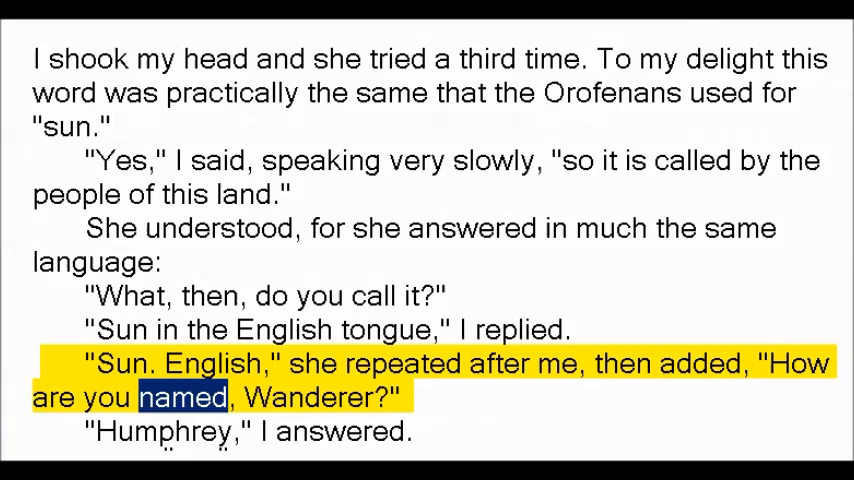 I shook my head and she tried a third time. To my delight this
word was practically the same that the Orofenans used for
"sun."
"Yes," I said, speaking very slowly, "so it is called by the
people of this land."
She understood, for she answered in much the same
language:
"What, then, do you call it?"
"Sun in the English tongue," I replied.
"Sun. English," she repeated after me, then added, "How
are you named, Wanderer?"
"Humphrey," I answered.